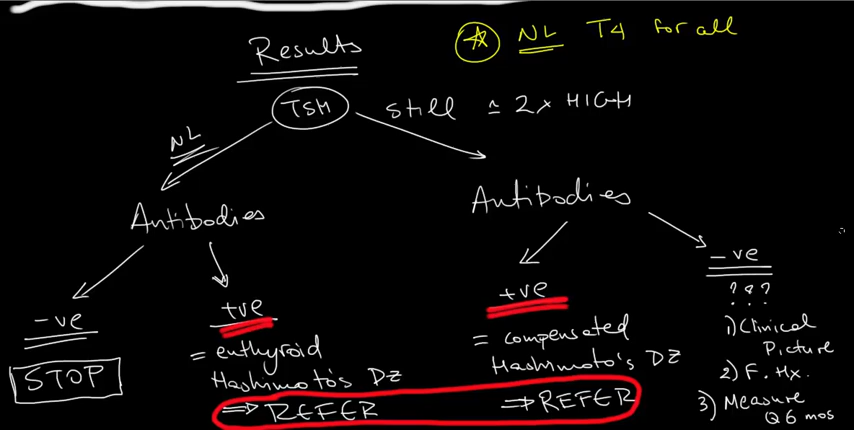 Results
NL T4 for all
TSH still ≃ 2x HIGH
NL
Antibodies
Antibodies
-ve
STOP
+ve
= euthyroid
Hashimoto's DZ
⇒ REFER
+ve
= compensated
Hashimoto's DZ
⇒ REFER
-ve
? ? ?
1) Clinical
Picture
2) F. Hx.
3) Measure
Q 6 mos